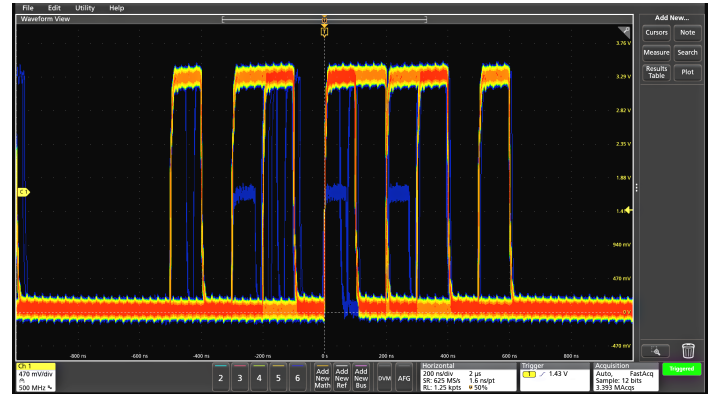 File Edit Utility Help
Waveform View
Add New...
Cursors Note
Measure Search
Results Table Plot
3.76 V
3.29 V
2.82 V
2.35 V
1.88 V
1.41
940 mV
470 mV
0 V
-470 mV
C1
-800 ns -600 ns -400 ns -200 ns 0 s 200 ns 400 ns 600 ns 800 ns
Ch 1
470 mV/div
500 MHz
2 3 4 5 6
Add New Math
Add New Ref
Add New Bus
DVM AFG
Horizontal
200 ns/div 2 µs
SR: 625 MS/s 1.6 ns/pt
RL: 1.25 kpts 50%
Trigger
1 1.43 V
Acquisition
Auto, FastAcq
Sample: 12 bits
3.393 MAcqs
Triggered